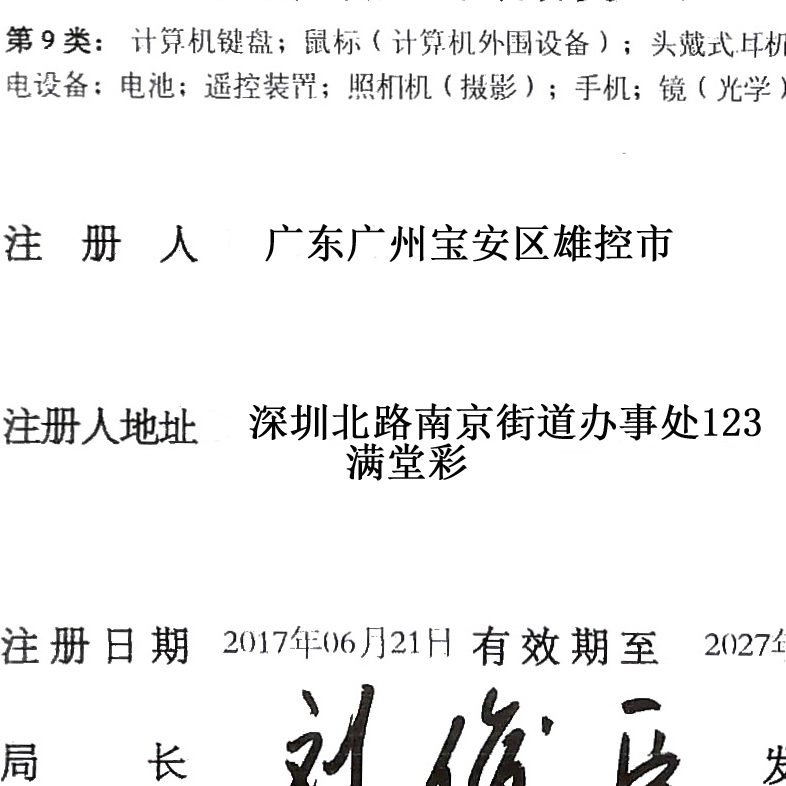 第9类：计算机键盘；鼠标（计算机外围设备）；头戴式耳机
电设备；电池；遥控装置；照相机（摄影）；手机；镜（光学）
注册人 广东广州宝安区雄控市
注册人地址 深圳北路南京街道办事处123
满堂彩
注册日期 2017年06月21日 有效期至 2027年
局长 刘俊臣 发